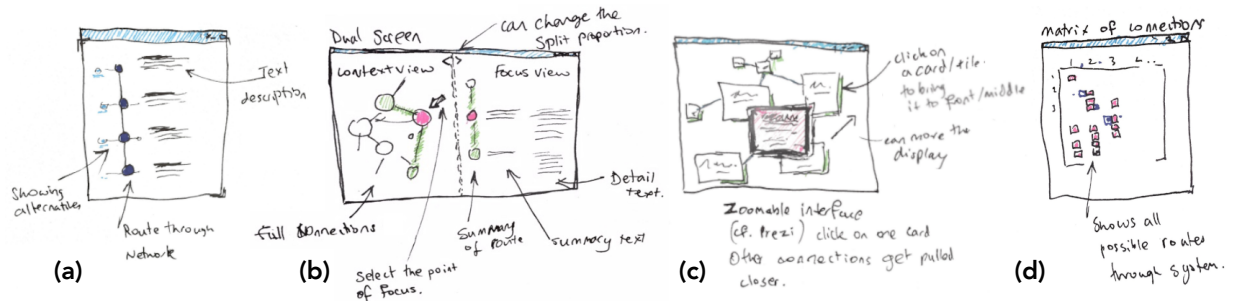 Text
description
Showing
alternatives
Route through
Network
(a)
Dual Screen
can change the
split proportion.
context view
Focus view
Full Connections
Select the point
of focus.
Summary
of route
summary text
Detail
text.
(b)
click on
a card/tile.
to bring
it to front/middle
can move the
display
Zoomable interface
(cf. Prezi) click on one card
Other connections get pulled
closer.
(c)
matrix of connections
1 2 3 4 ..
1
2
3
Shows all
possible routes
through system.
(d)